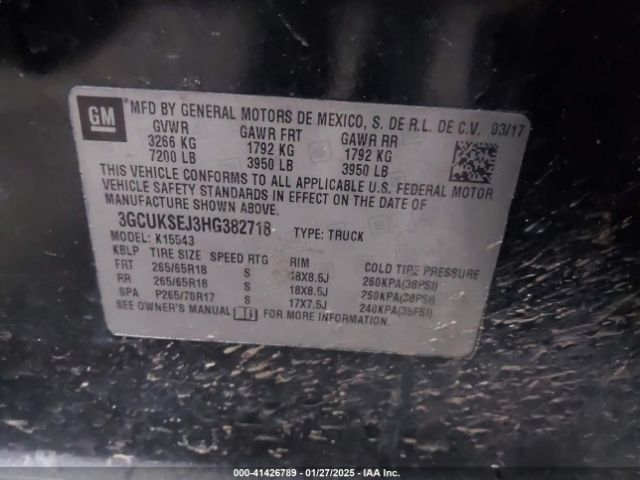 GM
MFD BY GENERAL MOTORS DE MEXICO, S. DE R.L. DE C.V. 03/17
GVWR GAWR FRT GAWR RR
3266 KG 1792 KG 1792 KG
7200 LB 3950 LB 3950 LB
THIS VEHICLE CONFORMS TO ALL APPLICABLE U.S. FEDERAL MOTOR
VEHICLE SAFETY STANDARDS IN EFFECT ON THE DATE OF
MANUFACTURE SHOWN ABOVE.
3GCUKSEJ3HG382718 TYPE: TRUCK
MODEL: K15543
KBLP TIRE SIZE SPEED RTG RIM COLD TIRE PRESSURE
FRT 265/65R18 S 18X8.5J 260KPA(38PSI)
RR 265/65R18 S 18X8.5J 260KPA(38PSI)
SPA P265/70R17 S 17X7.5J 240KPA(35PSI)
SEE OWNER'S MANUAL FOR MORE INFORMATION.
000-41426789 - 01/27/2025 - IAA Inc.